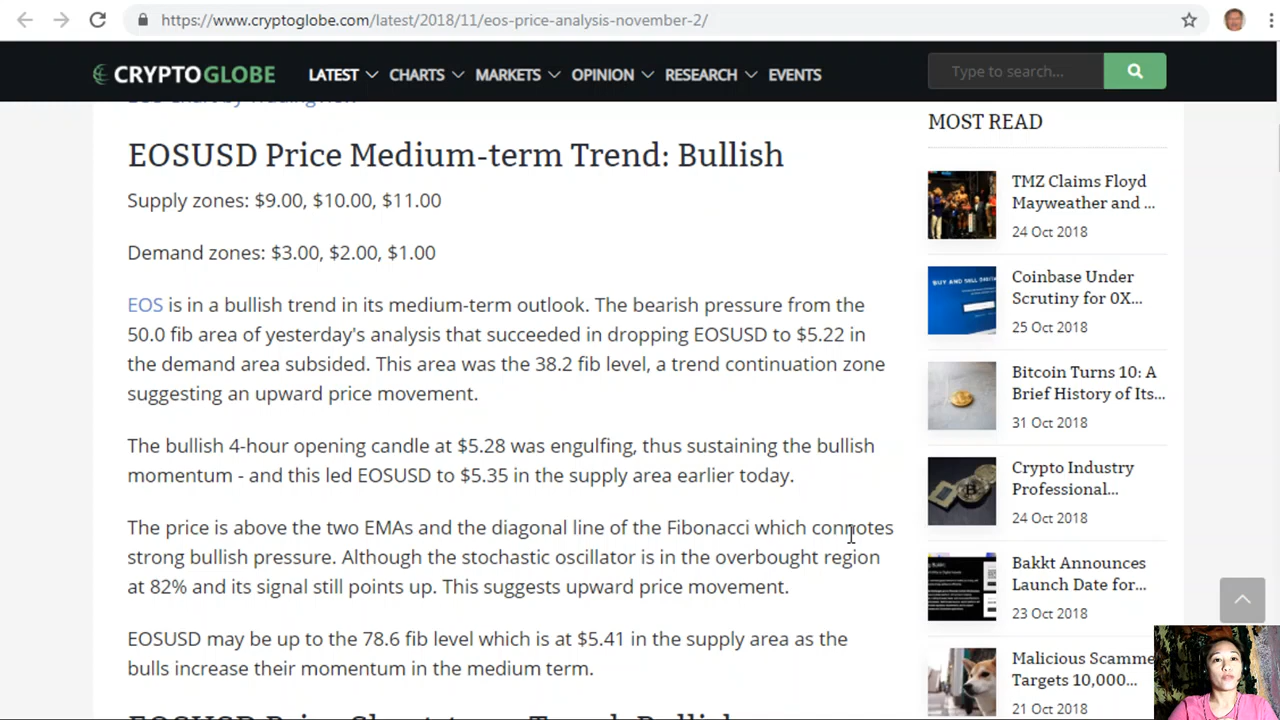 https://www.cryptoglobe.com/latest/2018/11/eos-price-analysis-november-2/
CRYPTOGLOBE
LATEST CHARTS MARKETS OPINION RESEARCH EVENTS
Type to search...
EOSUSD Price Medium-term Trend: Bullish
Supply zones: $9.00, $10.00, $11.00
Demand zones: $3.00, $2.00, $1.00
EOS is in a bullish trend in its medium-term outlook. The bearish pressure from the
50.0 fib area of yesterday's analysis that succeeded in dropping EOSUSD to $5.22 in
the demand area subsided. This area was the 38.2 fib level, a trend continuation zone
suggesting an upward price movement.
The bullish 4-hour opening candle at $5.28 was engulfing, thus sustaining the bullish
momentum - and this led EOSUSD to $5.35 in the supply area earlier today.
The price is above the two EMAs and the diagonal line of the Fibonacci which connotes
strong bullish pressure. Although the stochastic oscillator is in the overbought region
at 82% and its signal still points up. This suggests upward price movement.
EOSUSD may be up to the 78.6 fib level which is at $5.41 in the supply area as the
bulls increase their momentum in the medium term.
MOST READ
TMZ Claims Floyd
Mayweather and ...
24 Oct 2018
Coinbase Under
Scrutiny for 0X...
25 Oct 2018
Bitcoin Turns 10: A
Brief History of Its...
31 Oct 2018
Crypto Industry
Professional...
24 Oct 2018
Bakkt Announces
Launch Date for...
23 Oct 2018
Malicious Scamme
Targets 10,000...
21 Oct 2018